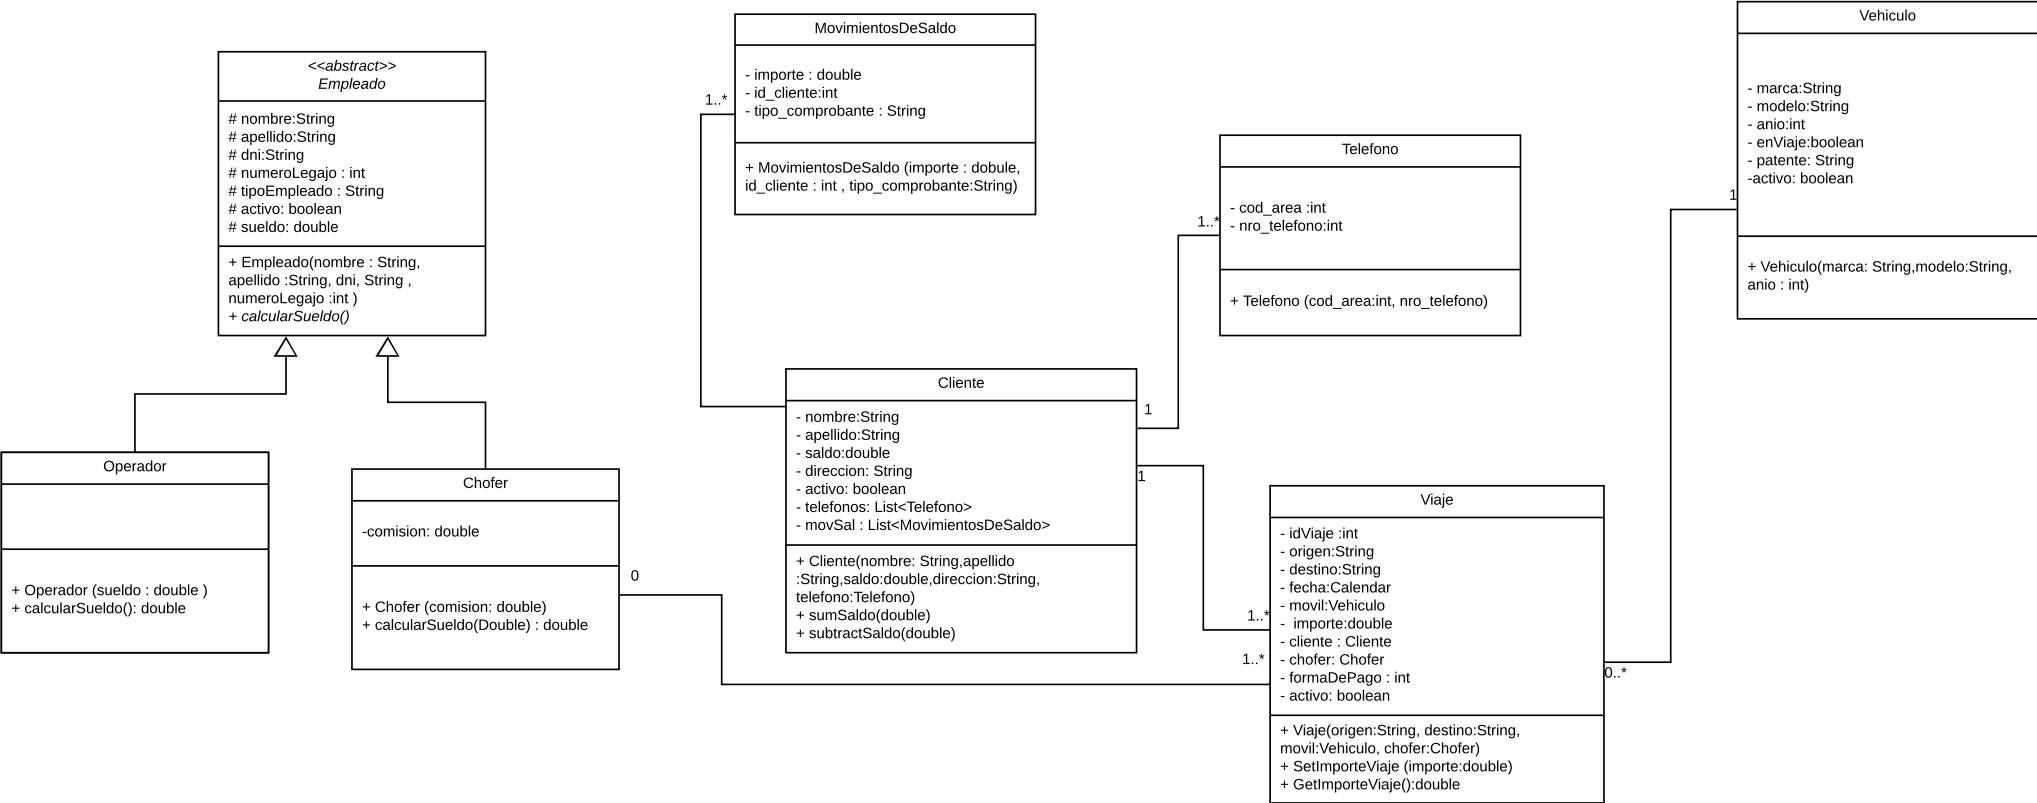 <<abstract>>
Empleado
# nombre:String
# apellido:String
# dni:String
# numeroLegajo : int
# tipoEmpleado : String
# activo: boolean
# sueldo: double
+ Empleado(nombre : String,
apellido :String, dni, String ,
numeroLegajo :int )
+ calcularSueldo()
Operador
+ Operador (sueldo : double )
+ calcularSueldo(): double
Chofer
-comision: double
+ Chofer (comision: double)
+ calcularSueldo(Double) : double
0
MovimientosDeSaldo
- importe : double
- id_cliente:int
- tipo_comprobante : String
+ MovimientosDeSaldo (importe : dobule,
id_cliente : int , tipo_comprobante:String)
1..*
Cliente
- nombre:String
- apellido:String
- saldo:double
- direccion: String
- activo: boolean
- telefonos: List<Telefono>
- movSal : List<MovimientosDeSaldo>
+ Cliente(nombre: String,apellido
:String,saldo:double,direccion:String,
telefono:Telefono)
+ sumSaldo(double)
+ subtractSaldo(double)
1
1
Telefono
- cod_area :int
- nro_telefono:int
+ Telefono (cod_area:int, nro_telefono)
1..*
Viaje
- idViaje :int
- origen:String
- destino:String
- fecha:Calendar
- movil:Vehiculo
-  importe:double
- cliente : Cliente
- chofer: Chofer
- formaDePago : int
- activo: boolean
+ Viaje(origen:String, destino:String,
movil:Vehiculo, chofer:Chofer)
+ SetImporteViaje (importe:double)
+ GetImporteViaje():double
1..*
1..*
0..*
Vehiculo
- marca:String
- modelo:String
- anio:int
- enViaje:boolean
- patente: String
-activo: boolean
+ Vehiculo(marca: String,modelo:String,
anio : int)
1